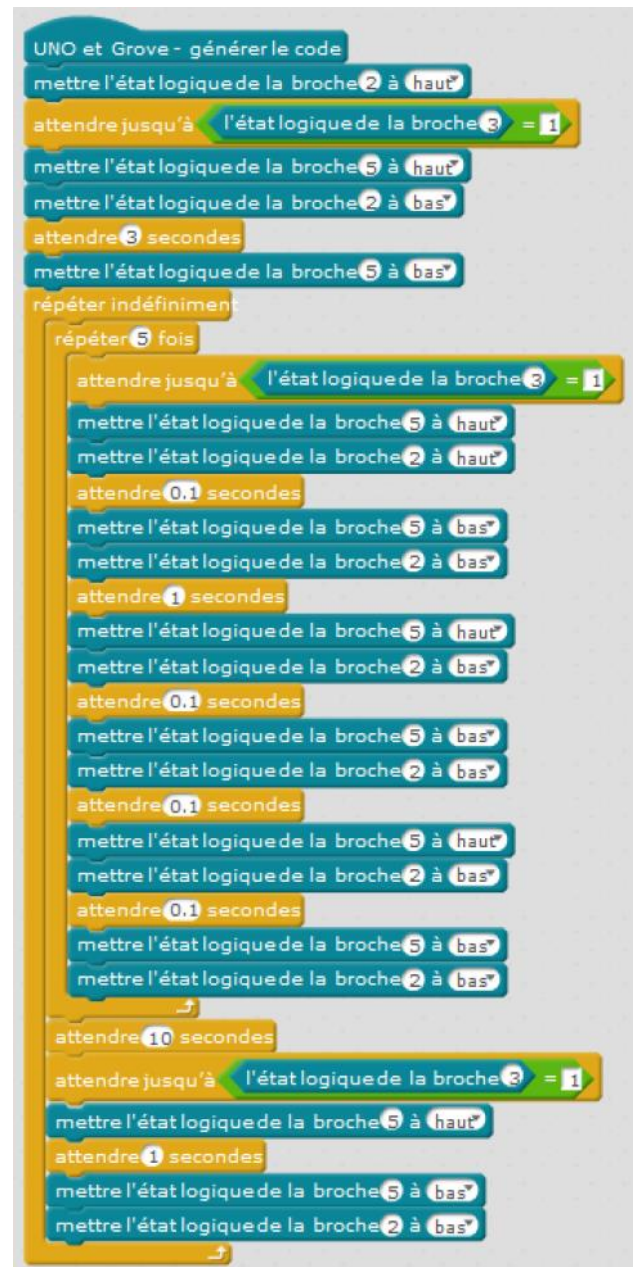 UNO et Grove - générer le code
mettre l'état logique de la broche 2 à haut
attendre jusqu'à l'état logique de la broche 3 = 1
mettre l'état logique de la broche 5 à haut
mettre l'état logique de la broche 2 à bas
attendre 3 secondes
mettre l'état logique de la broche 5 à bas
répéter indéfiniment
répéter 5 fois
attendre jusqu'à l'état logique de la broche 3 = 1
mettre l'état logique de la broche 5 à haut
mettre l'état logique de la broche 2 à haut
attendre 0.1 secondes
mettre l'état logique de la broche 5 à bas
mettre l'état logique de la broche 2 à bas
attendre 1 secondes
mettre l'état logique de la broche 5 à haut
mettre l'état logique de la broche 2 à bas
attendre 0.1 secondes
mettre l'état logique de la broche 5 à bas
mettre l'état logique de la broche 2 à bas
attendre 0.1 secondes
mettre l'état logique de la broche 5 à haut
mettre l'état logique de la broche 2 à bas
attendre 0.1 secondes
mettre l'état logique de la broche 5 à bas
mettre l'état logique de la broche 2 à bas
attendre 10 secondes
attendre jusqu'à l'état logique de la broche 3 = 1
mettre l'état logique de la broche 5 à haut
attendre 1 secondes
mettre l'état logique de la broche 5 à bas
mettre l'état logique de la broche 2 à bas